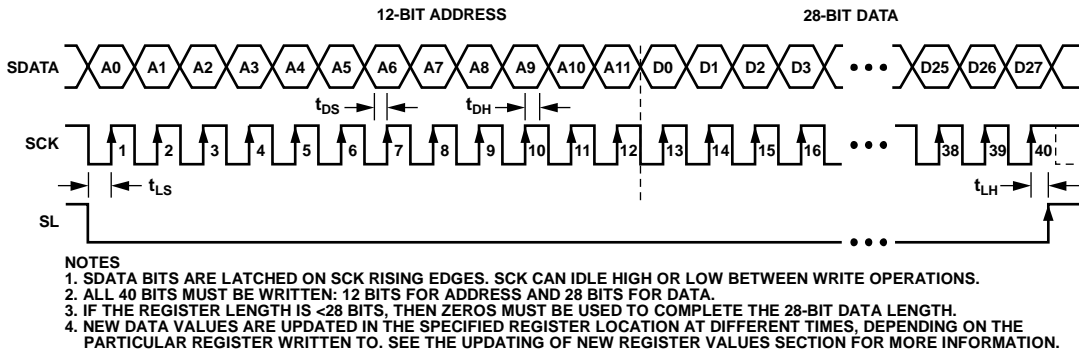 12-BIT ADDRESS 28-BIT DATA
SDATA A0 A1 A2 A3 A4 A5 A6 A7 A8 A9 A10 A11 D0 D1 D2 D3 D25 D26 D27
tDS tDH
SCK 1 2 3 4 5 6 7 8 9 10 11 12 13 14 15 16 38 39 40
tLS tLH
SL
NOTES
1. SDATA BITS ARE LATCHED ON SCK RISING EDGES. SCK CAN IDLE HIGH OR LOW BETWEEN WRITE OPERATIONS.
2. ALL 40 BITS MUST BE WRITTEN: 12 BITS FOR ADDRESS AND 28 BITS FOR DATA.
3. IF THE REGISTER LENGTH IS <28 BITS, THEN ZEROS MUST BE USED TO COMPLETE THE 28-BIT DATA LENGTH.
4. NEW DATA VALUES ARE UPDATED IN THE SPECIFIED REGISTER LOCATION AT DIFFERENT TIMES, DEPENDING ON THE
PARTICULAR REGISTER WRITTEN TO. SEE THE UPDATING OF NEW REGISTER VALUES SECTION FOR MORE INFORMATION.